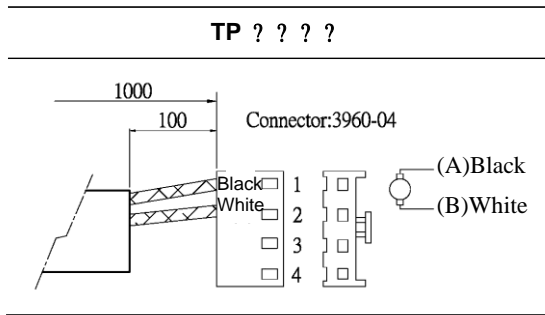 TP ? ? ? ?
1000
100
Connector:3960-04
Black 1
White 2
3
4
(A)Black
(B)White